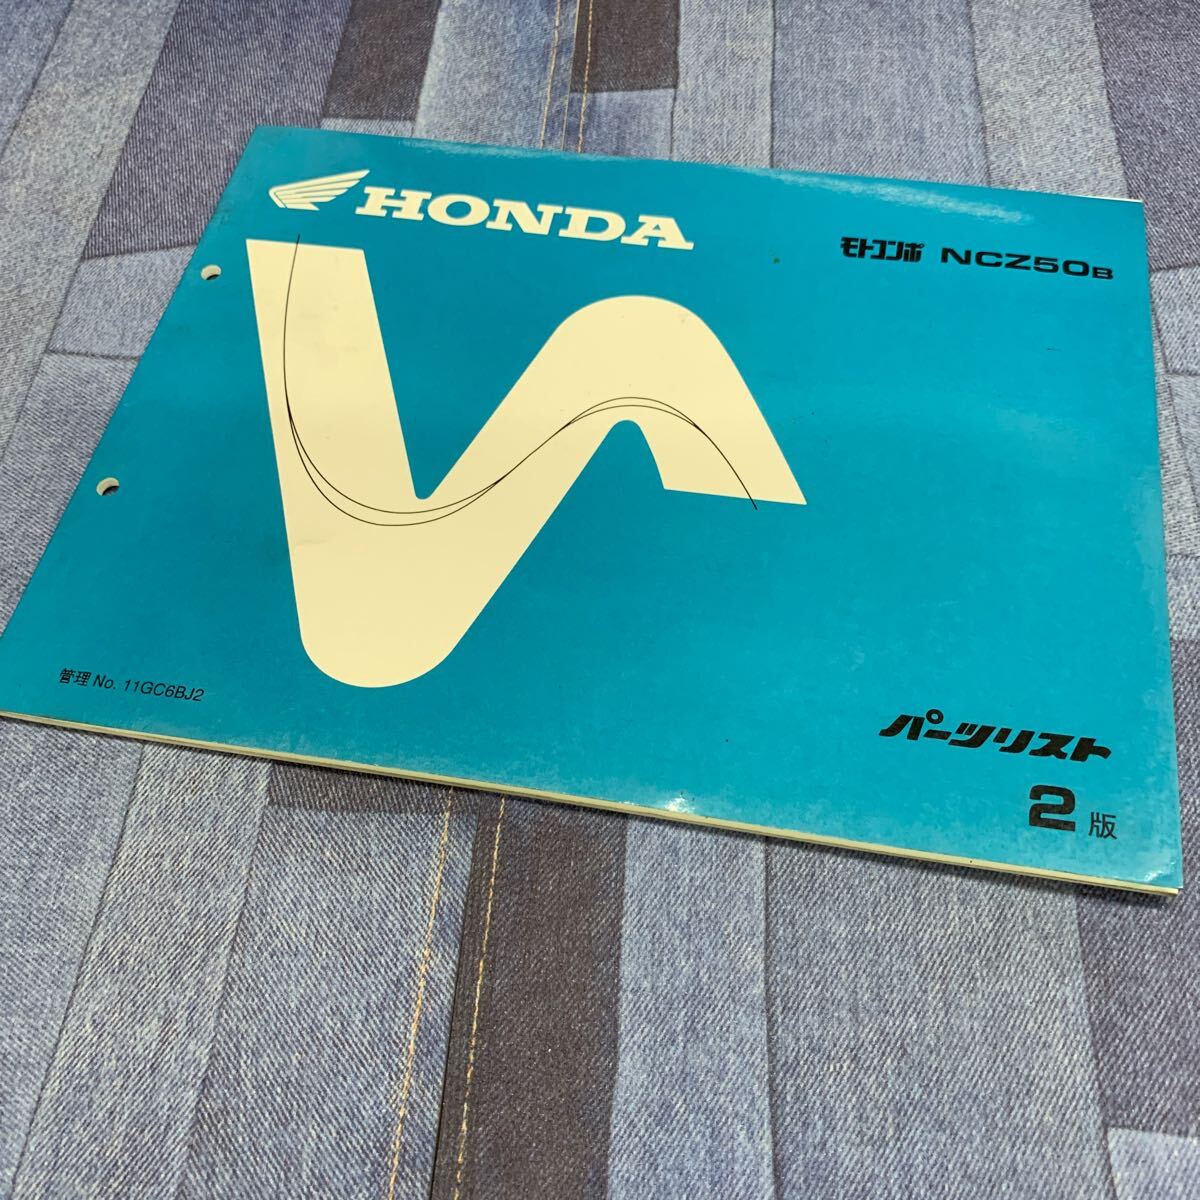 HONDA
モトコンポ NCZ50B
管理 No. 11GC6BJ2
パーツリスト
2 版